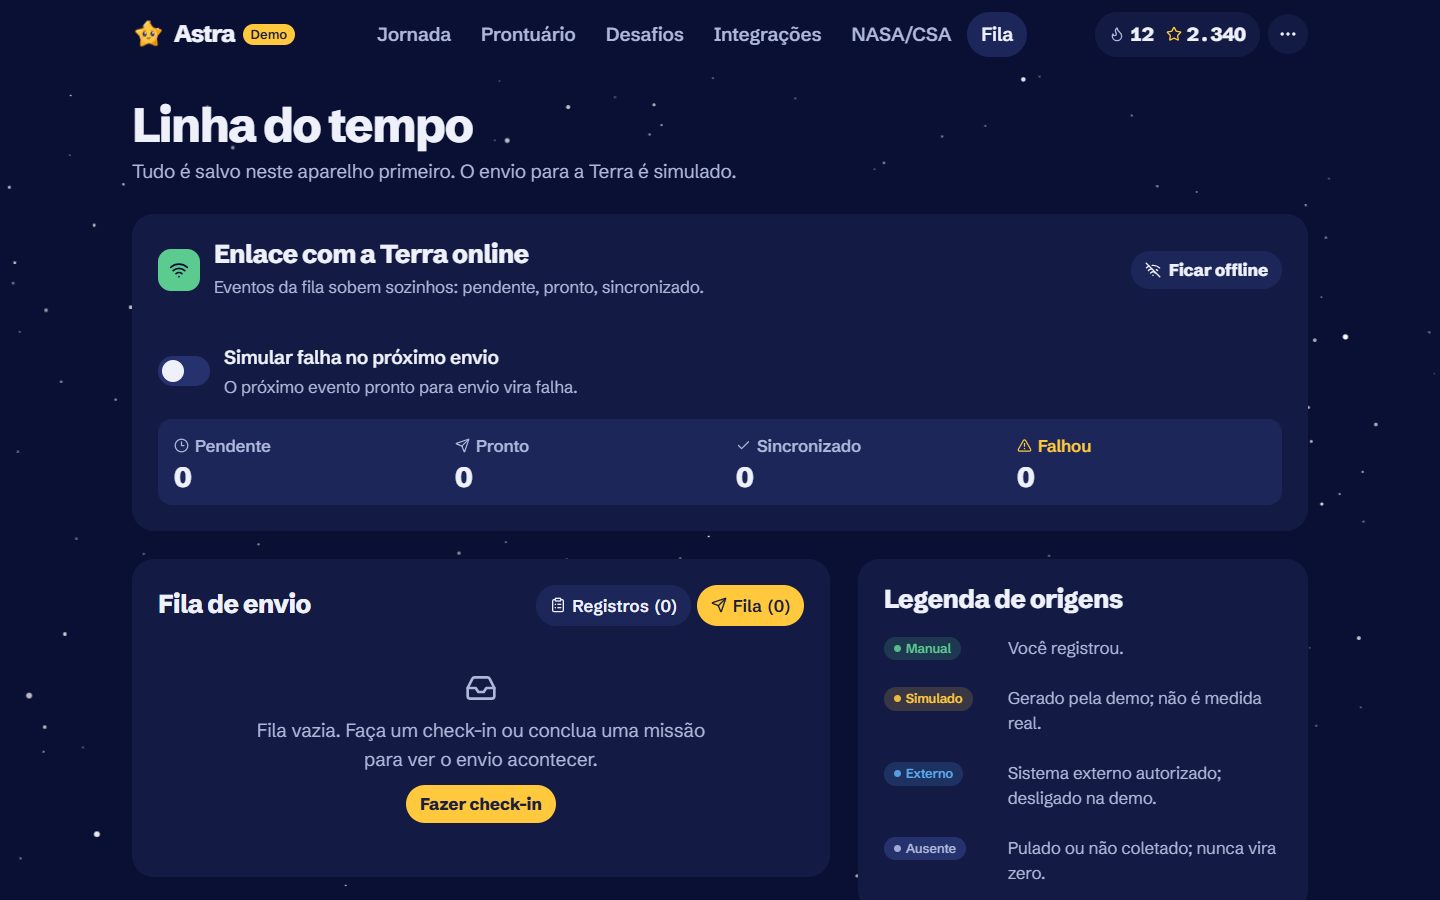 Astra Demo
Jornada Prontuário Desafios Integrações NASA/CSA Fila
12 2.340
Linha do tempo
Tudo é salvo neste aparelho primeiro. O envio para a Terra é simulado.
Enlace com a Terra online
Eventos da fila sobem sozinhos: pendente, pronto, sincronizado.
Ficar offline
Simular falha no próximo envio
O próximo evento pronto para envio vira falha.
Pendente Pronto Sincronizado Falhou
0 0 0 0
Fila de envio
Registros (0) Fila (0)
Fila vazia. Faça um check-in ou conclua uma missão
para ver o envio acontecer.
Fazer check-in
Legenda de origens
Manual Você registrou.
Simulado Gerado pela demo; não é medida
real.
Externo Sistema externo autorizado;
desligado na demo.
Ausente Pulado ou não coletado; nunca vira
zero.